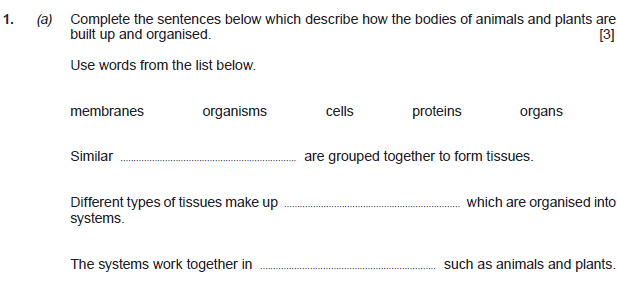 1. (a) Complete the sentences below which describe how the bodies of animals and plants are
built up and organised. [3]
Use words from the list below.
membranes organisms cells proteins organs
Similar ........................................ are grouped together to form tissues.
Different types of tissues make up ........................................ which are organised into
systems.
The systems work together in ........................................ such as animals and plants.